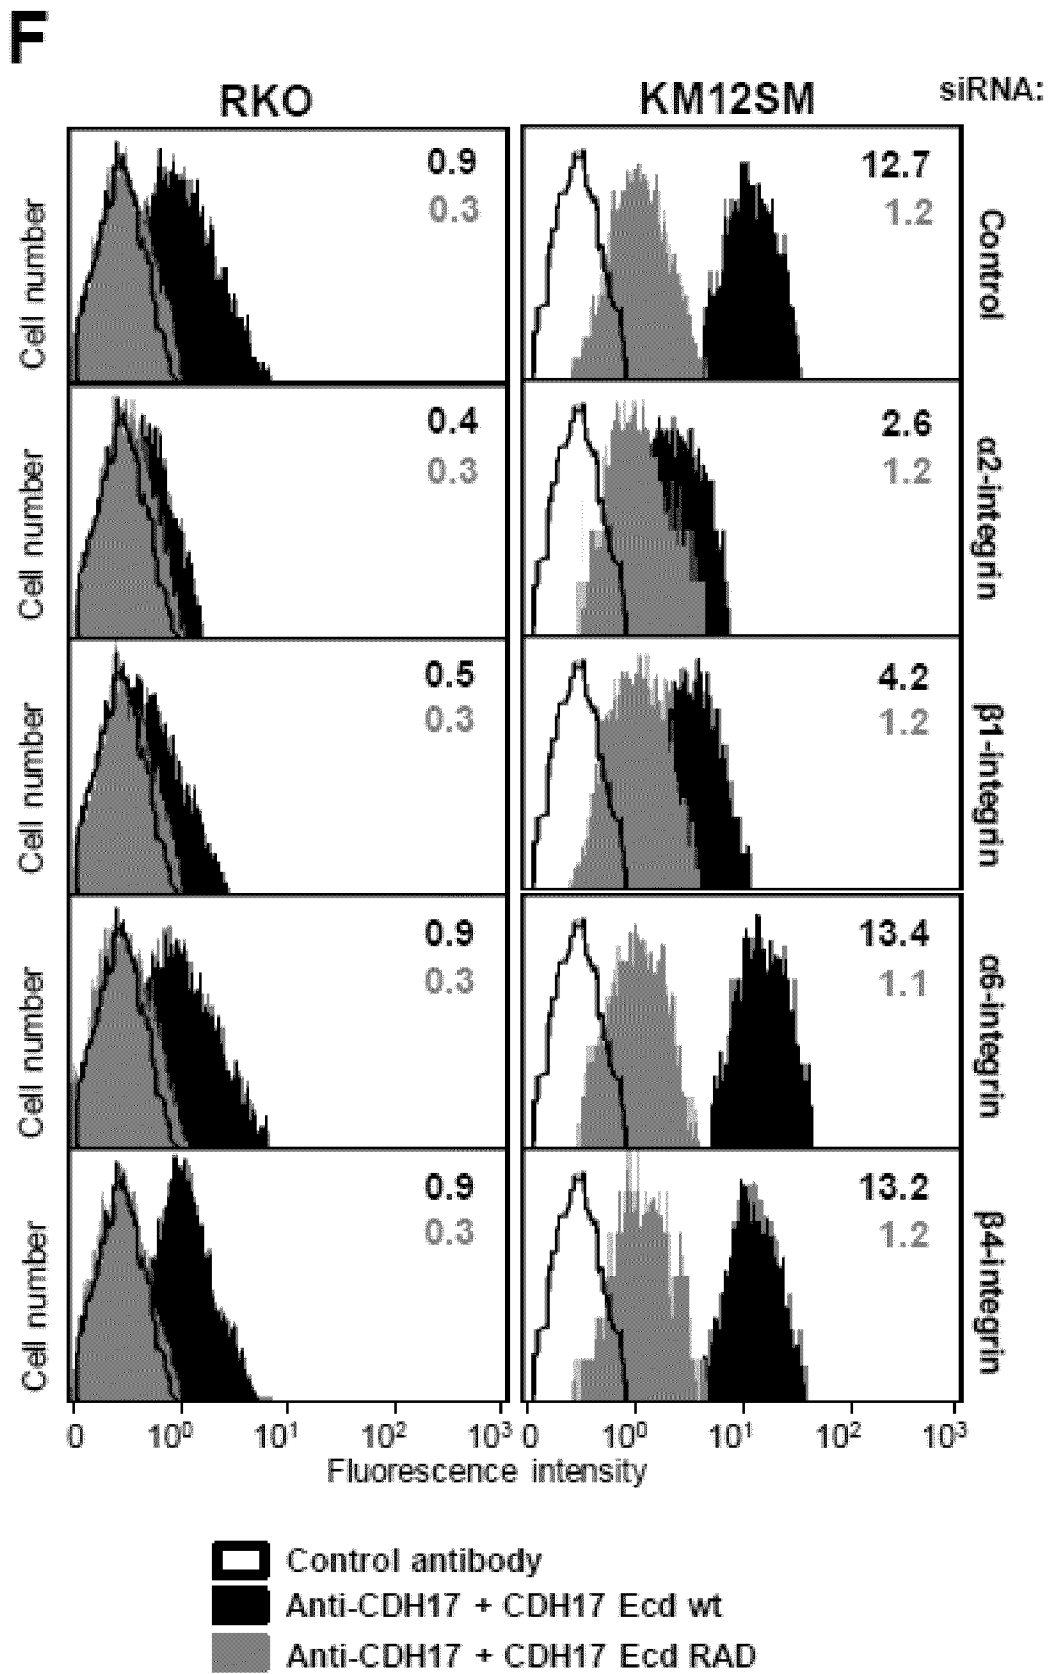 F
RKO KM12SM siRNA:
Cell number 0.9 12.7 Control
0.3 1.2
Cell number 0.4 2.6 α2-integrin
0.3 1.2
Cell number 0.5 4.2 β1-integrin
0.3 1.2
Cell number 0.9 13.4 α6-integrin
0.3 1.1
Cell number 0.9 13.2 β4-integrin
0.3 1.2
0 10⁰ 10¹ 10² 10³ 0 10⁰ 10¹ 10² 10³
Fluorescence intensity
Control antibody
Anti-CDH17 + CDH17 Ecd wt
Anti-CDH17 + CDH17 Ecd RAD